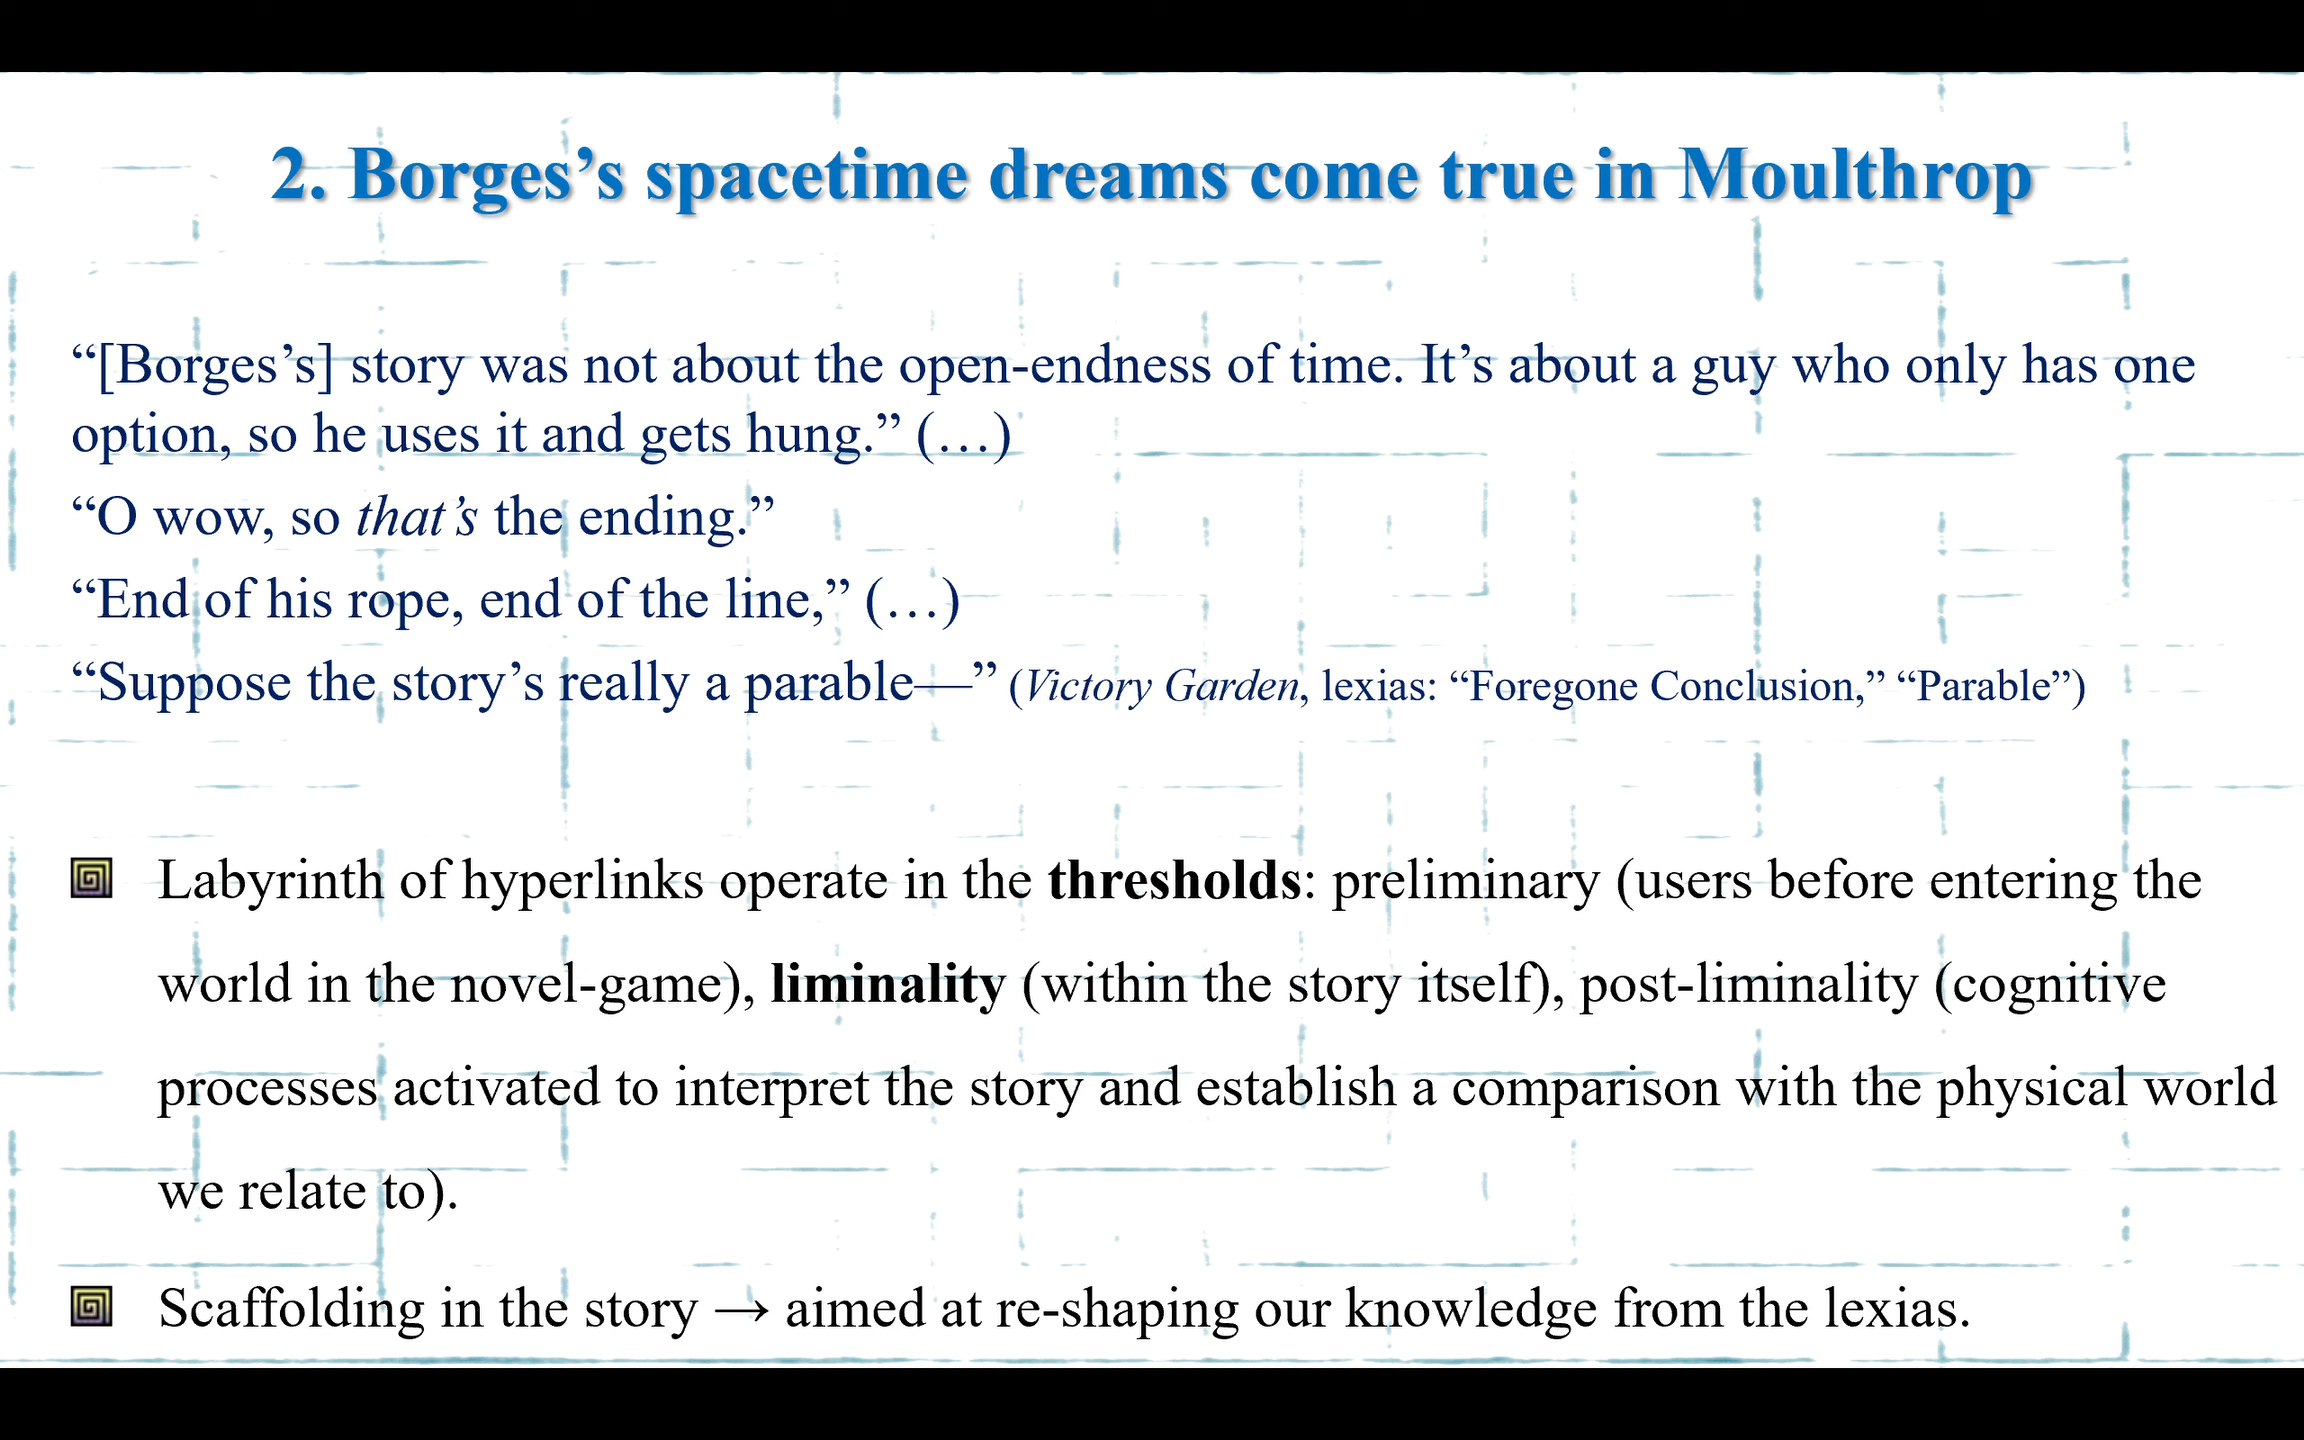 2. Borges’s spacetime dreams come true in Moulthrop
“[Borges’s] story was not about the open-endness of time. It’s about a guy who only has one
option, so he uses it and gets hung.” (…)
“O wow, so that’s the ending.”
“End of his rope, end of the line,” (…)
“Suppose the story’s really a parable—” (Victory Garden, lexias: “Foregone Conclusion,” “Parable”)
Labyrinth of hyperlinks operate in the thresholds: preliminary (users before entering the
world in the novel-game), liminality (within the story itself), post-liminality (cognitive
processes activated to interpret the story and establish a comparison with the physical world
we relate to).
Scaffolding in the story → aimed at re-shaping our knowledge from the lexias.